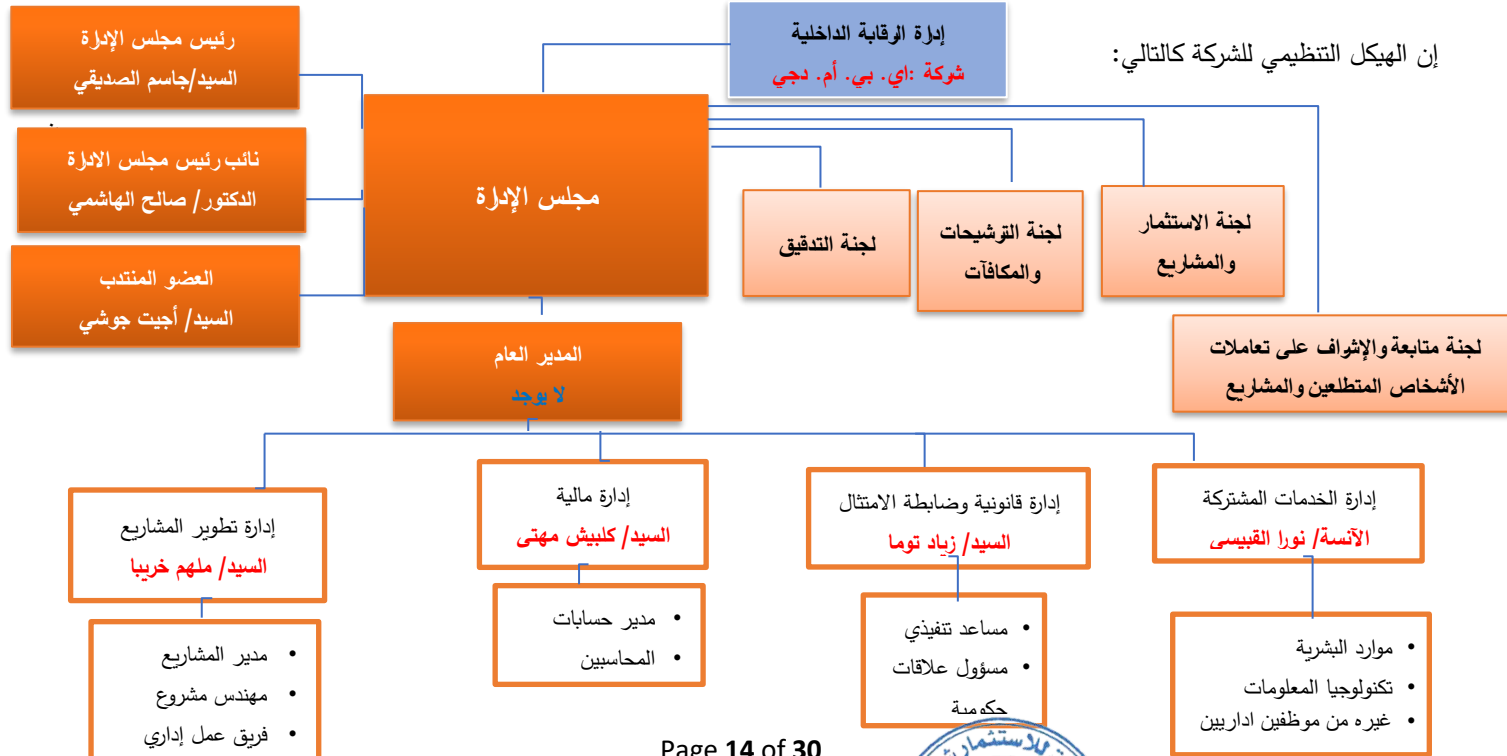 إن الهيكل التنظيمي للشركة كالتالي:
إدارة الرقابة الداخلية
شركة :اي. بي. أم. دجي
رئيس مجلس الإدارة
السيد/جاسم الصديقي
نائب رئيس مجلس الادارة
الدكتور/ صالح الهاشمي
العضو المنتدب
السيد/ أجيت جوشي
مجلس الإدارة
لجنة التدقيق
لجنة الترشيحات
والمكافآت
لجنة الاستثمار
والمشاريع
لجنة متابعة والإشراف على تعاملات
الأشخاص المتطلعين والمشاريع
المدير العام
لا يوجد
إدارة الخدمات المشتركة
الآنسة/ نورا القبيسي
إدارة قانونية وضابطة الامتثال
السيد/ زياد توما
إدارة مالية
السيد/ كلبيش مهتى
إدارة تطوير المشاريع
السيد/ ملهم خريبا
• موارد البشرية
• تكنولوجيا المعلومات
• غيره من موظفين اداريين
• مساعد تنفيذي
• مسؤول علاقات
حكومية
• مدير حسابات
• المحاسبين
• مدير المشاريع
• مهندس مشروع
• فريق عمل إداري
Page 14 of 30
للاستثمار